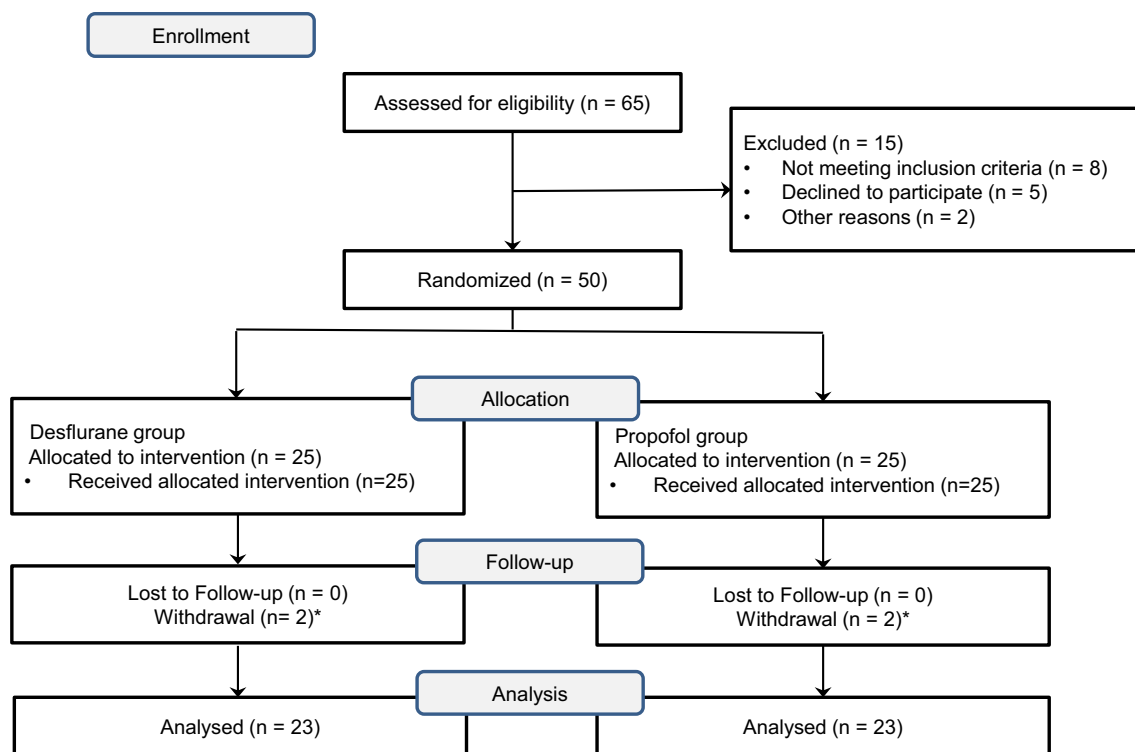 Enrollment
Assessed for eligibility (n = 65)
Excluded (n = 15)
• Not meeting inclusion criteria (n = 8)
• Declined to participate (n = 5)
• Other reasons (n = 2)
Randomized (n = 50)
Allocation
Desflurane group
Allocated to intervention (n = 25)
• Received allocated intervention (n=25)
Propofol group
Allocated to intervention (n = 25)
• Received allocated intervention (n=25)
Follow-up
Lost to Follow-up (n = 0)
Withdrawal (n= 2)*
Lost to Follow-up (n = 0)
Withdrawal (n = 2)*
Analysis
Analysed (n = 23)
Analysed (n = 23)